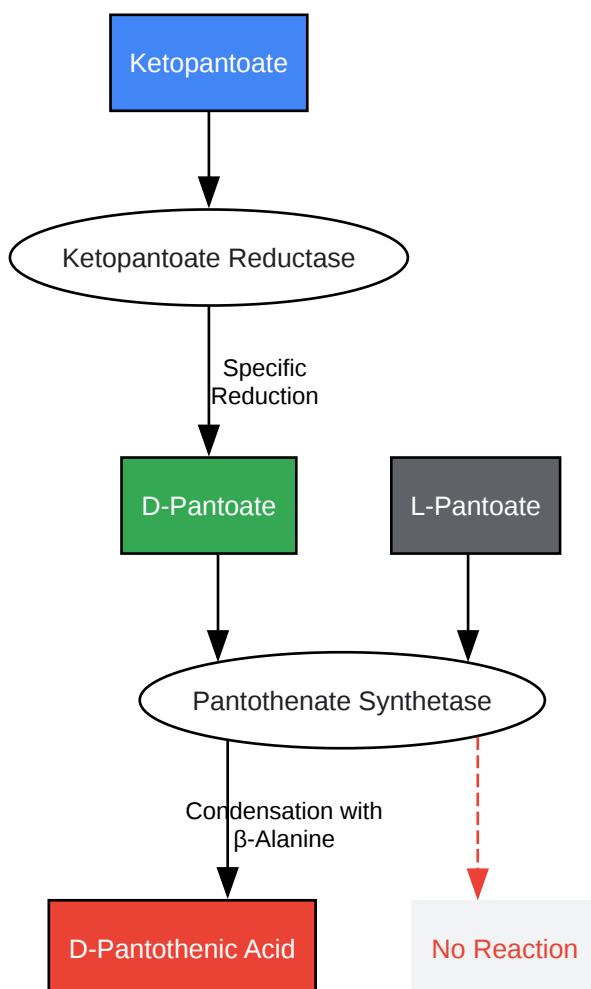 Ketopantoate
Ketopantoate Reductase
Specific
Reduction
D-Pantoate
L-Pantoate
Pantothenate Synthetase
Condensation with
β-Alanine
D-Pantothenic Acid
No Reaction